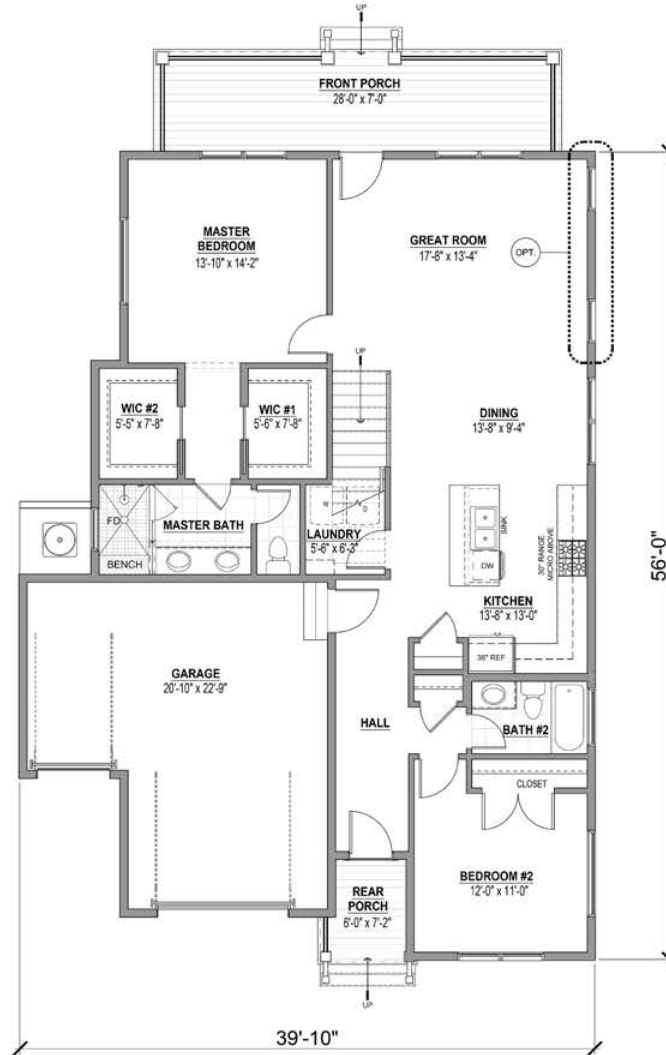 UP
FRONT PORCH
28'-0" x 7'-0"
MASTER
BEDROOM
13'-10" x 14'-2"
GREAT ROOM
17'-8" x 13'-4"
OPT.
UP
WIC #2
5'-5" x 7'-8"
WIC #1
5'-6" x 7'-8"
DINING
13'-8" x 9'-4"
FD
MASTER BATH
BENCH
W
D
LAUNDRY
5'-6" x 6'-3"
SINK
DW
30" RANGE,
MICRO ABOVE
56'-0"
KITCHEN
13'-8" x 13'-0"
36" REF
GARAGE
20'-10" x 22'-9"
HALL
BATH #2
CLOSET
BEDROOM #2
12'-0" x 11'-0"
REAR
PORCH
6'-0" x 7'-2"
UP
39'-10"